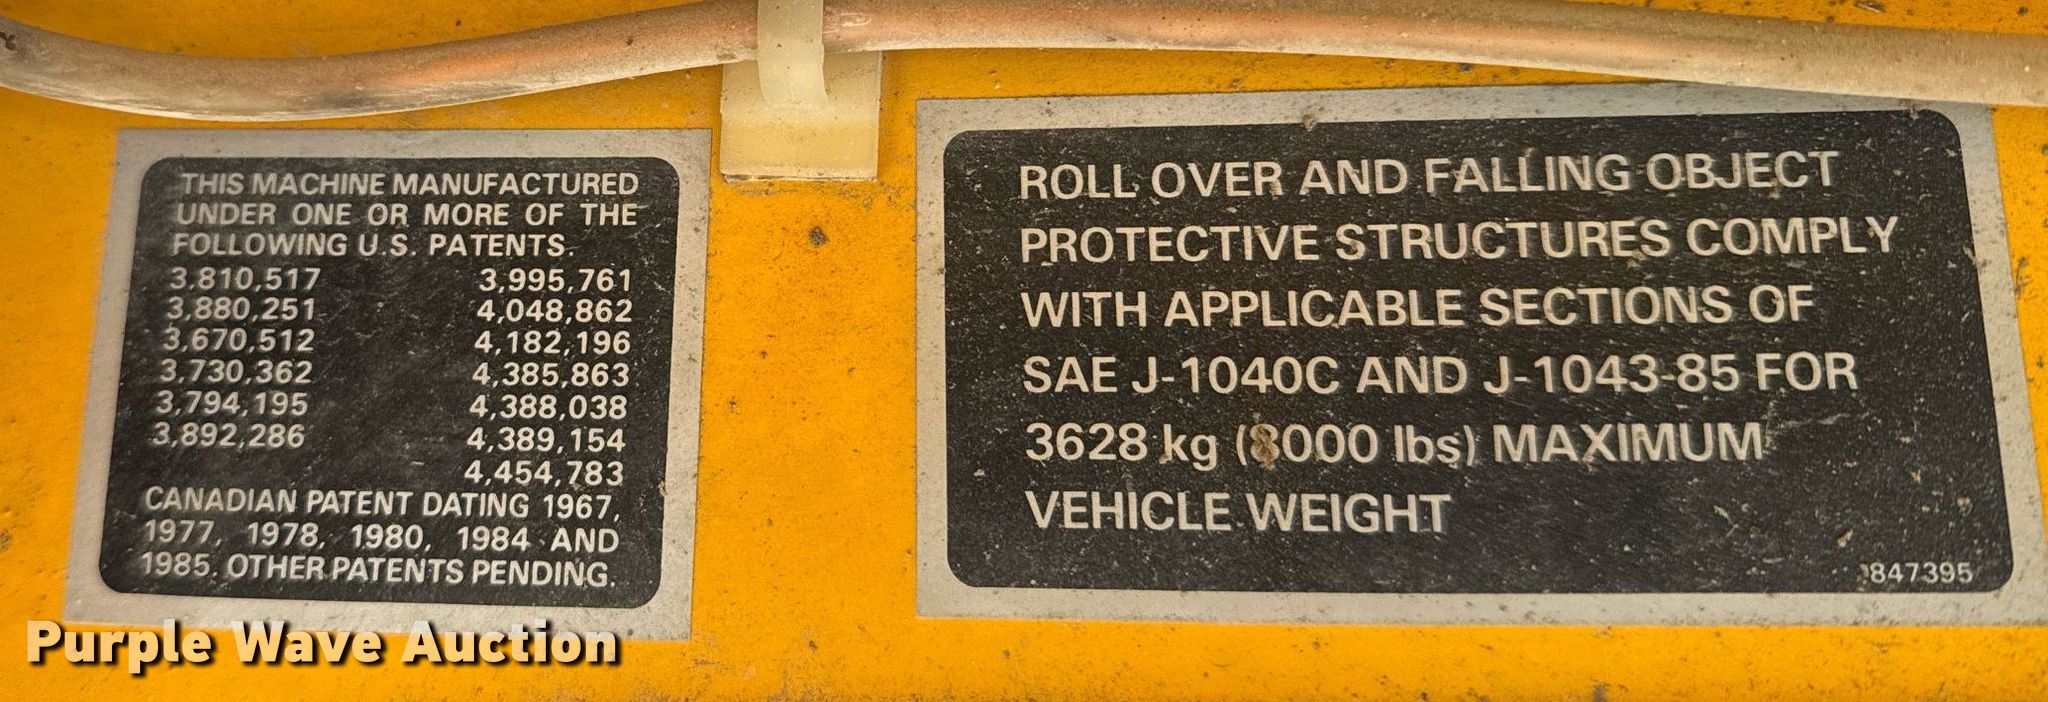 THIS MACHINE MANUFACTURED
UNDER ONE OR MORE OF THE
FOLLOWING U.S. PATENTS.
3,810,517 3,995,761
3,880,251 4,048,862
3,670,512 4,182,196
3,730,362 4,385,863
3,794,195 4,388,038
3,892,286 4,389,154
4,454,783
CANADIAN PATENT DATING 1967,
1977, 1978, 1980, 1984 AND
1985. OTHER PATENTS PENDING.
ROLL OVER AND FALLING OBJECT
PROTECTIVE STRUCTURES COMPLY
WITH APPLICABLE SECTIONS OF
SAE J-1040C AND J-1043-85 FOR
3628 kg (8000 lbs) MAXIMUM
VEHICLE WEIGHT
847395
Purple Wave Auction